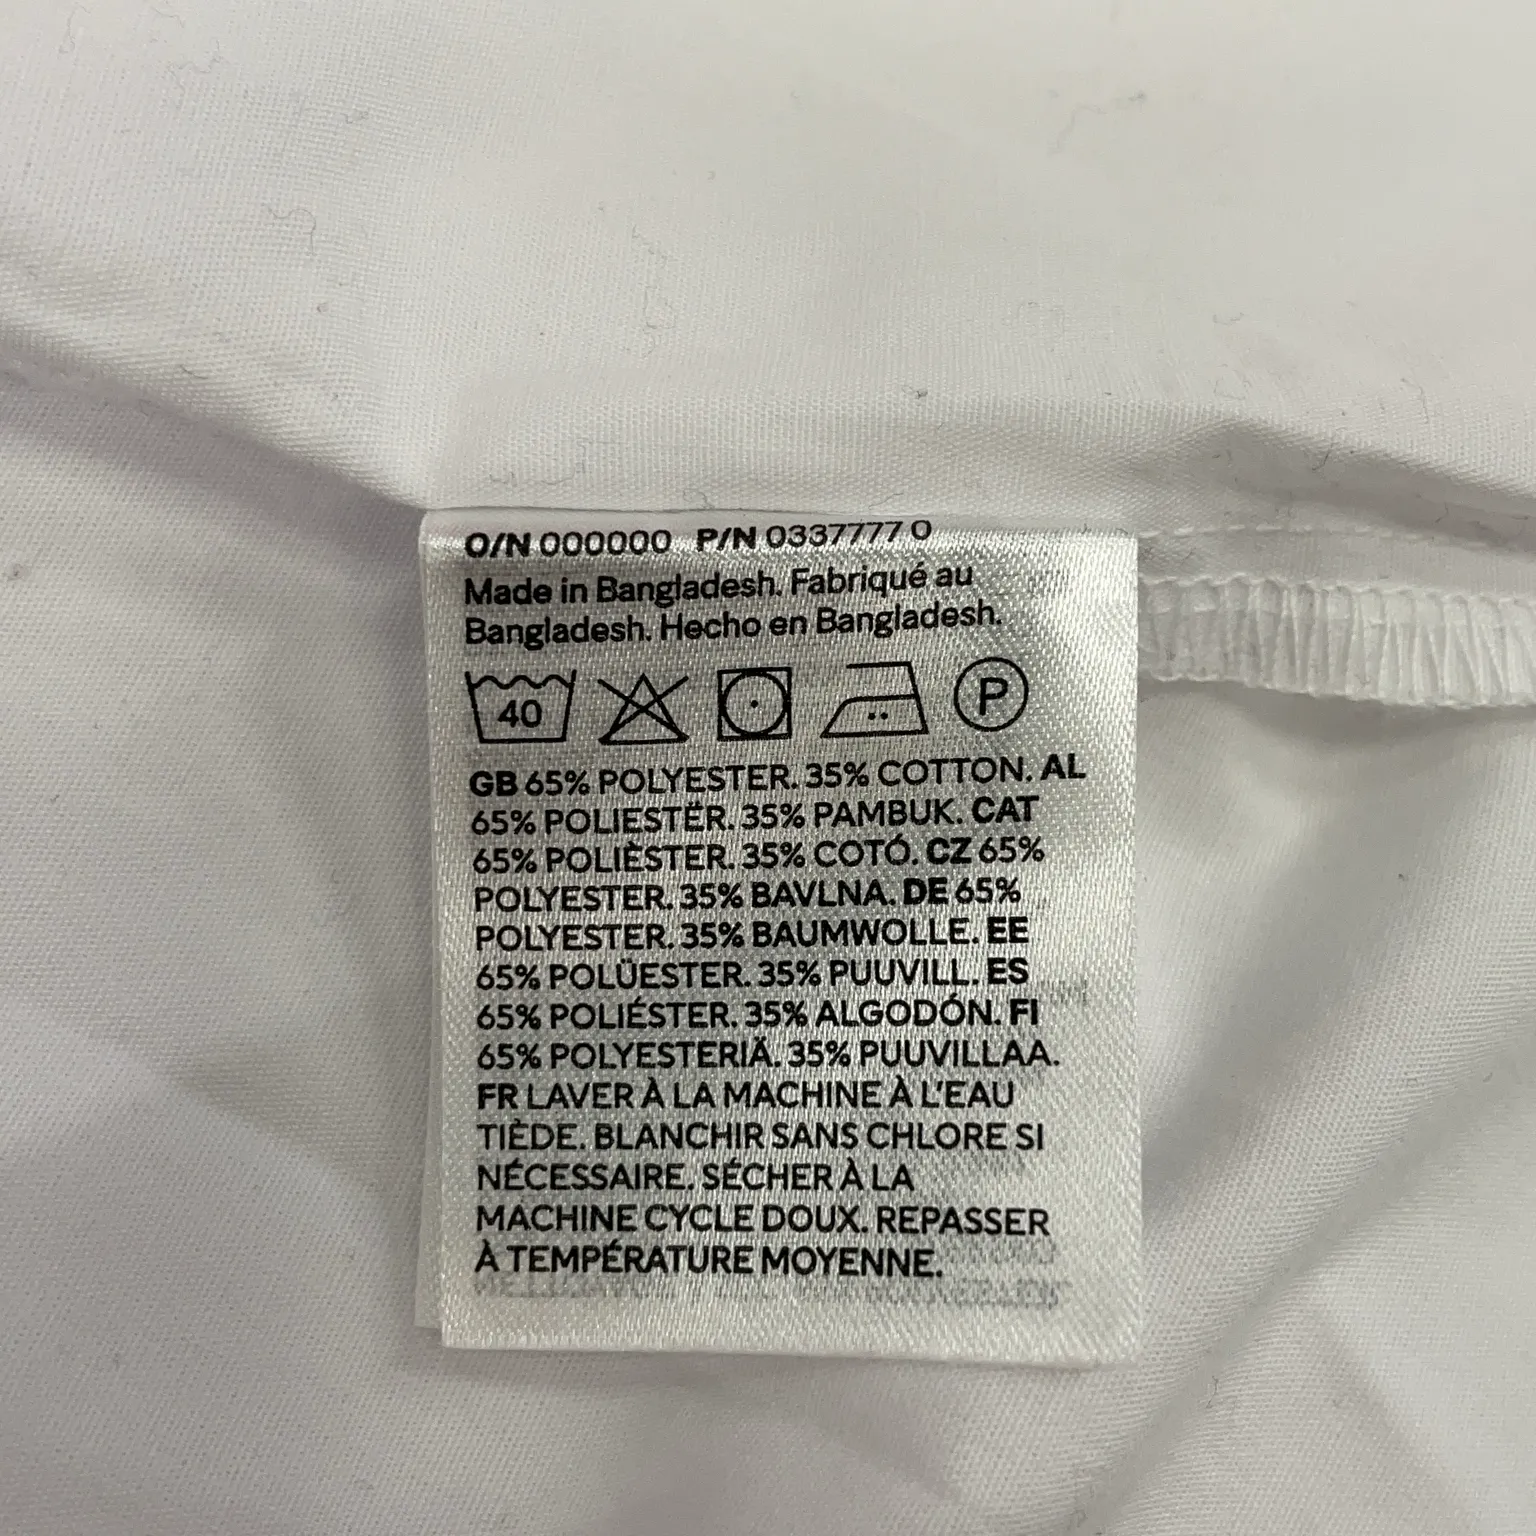 O/N 000000 P/N 0337777 0
Made in Bangladesh. Fabriqué au
Bangladesh. Hecho en Bangladesh.
40 P
GB 65% POLYESTER. 35% COTTON. AL
65% POLIESTËR. 35% PAMBUK. CAT
65% POLIÈSTER. 35% COTÓ. CZ 65%
POLYESTER. 35% BAVLNA. DE 65%
POLYESTER. 35% BAUMWOLLE. EE
65% POLÜESTER. 35% PUUVILL. ES
65% POLIÉSTER. 35% ALGODÓN. FI
65% POLYESTERIÄ. 35% PUUVILLAA.
FR LAVER À LA MACHINE À L'EAU
TIÈDE. BLANCHIR SANS CHLORE SI
NÉCESSAIRE. SÉCHER À LA
MACHINE CYCLE DOUX. REPASSER
À TEMPÉRATURE MOYENNE.